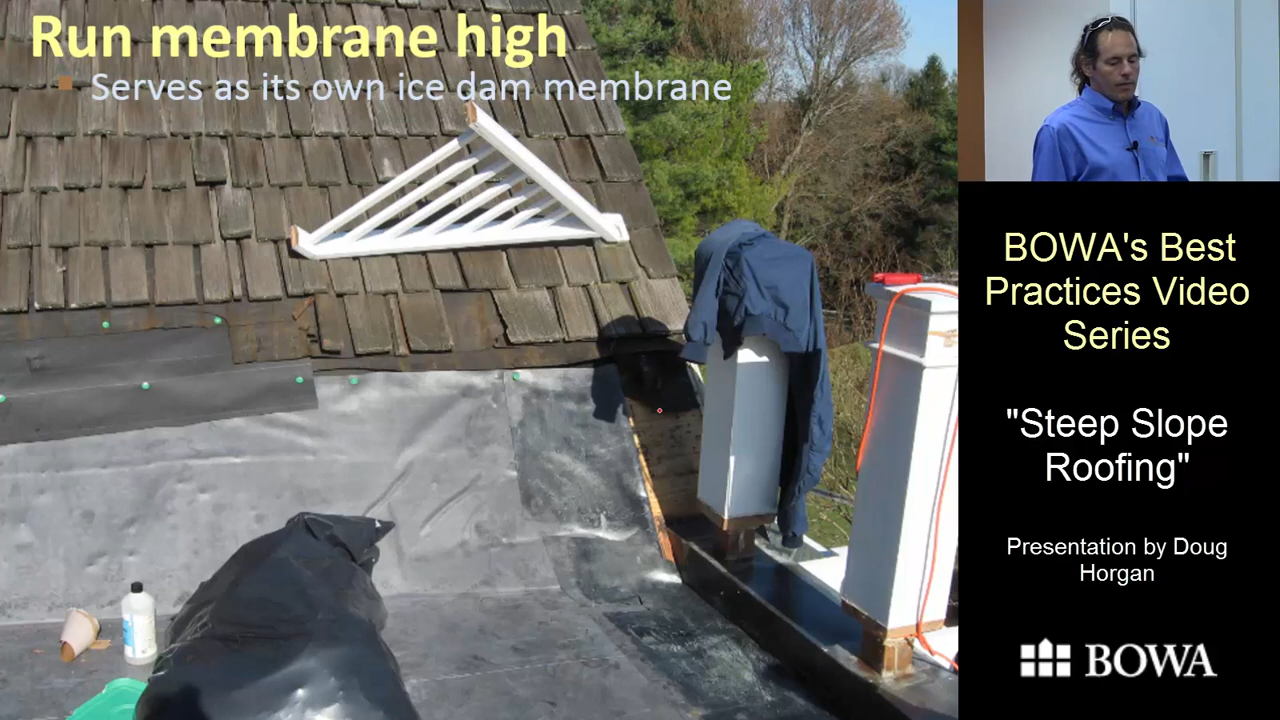 Run membrane high
Serves as its own ice dam membrane
BOWA's Best
Practices Video
Series
"Steep Slope
Roofing"
Presentation by Doug
Horgan
BOWA